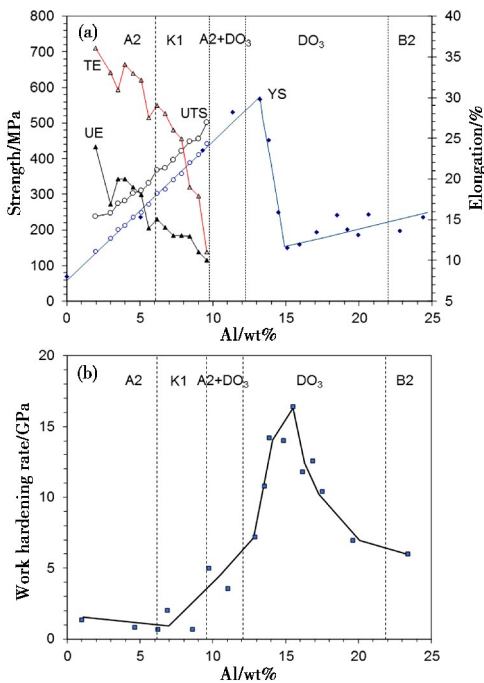 (a)
A2 K1 A2+DO₃ DO₃ B2
TE
UE
UTS
YS
Strength/MPa
800
700
600
500
400
300
200
100
0
Elongation/%
40
35
30
25
20
15
10
5
0 5 10 15 20 25
Al/wt%
(b)
A2 K1 A2+DO₃ DO₃ B2
Work hardening rate/GPa
20
15
10
5
0
0 5 10 15 20 25
Al/wt%